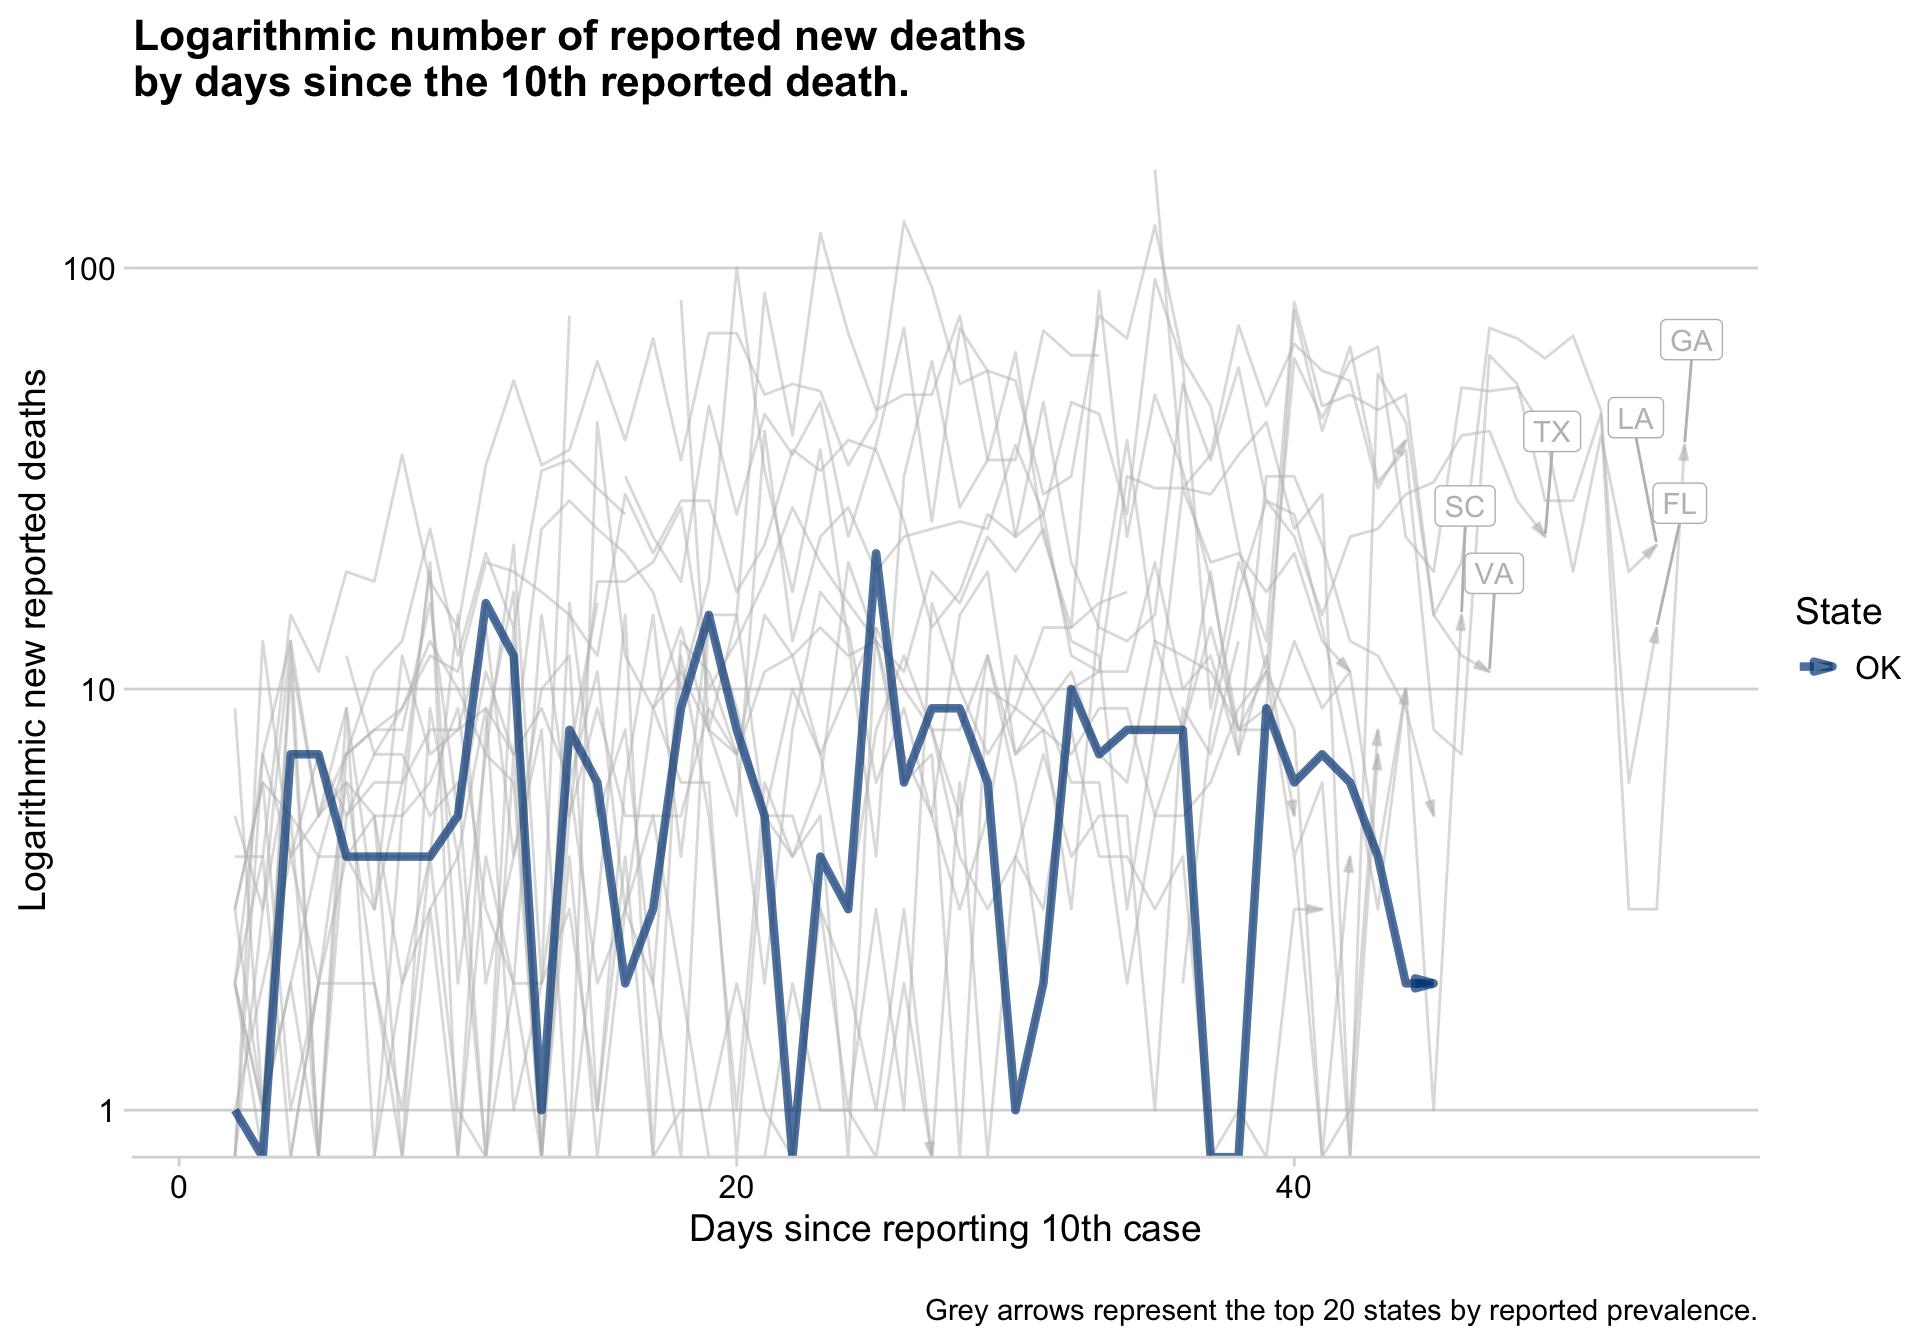 Logarithmic number of reported new deaths
by days since the 10th reported death.
Logarithmic new reported deaths
100
10
1
GA
LA
TX
FL
SC
VA
State
OK
0
20
40
Days since reporting 10th case
Grey arrows represent the top 20 states by reported prevalence.